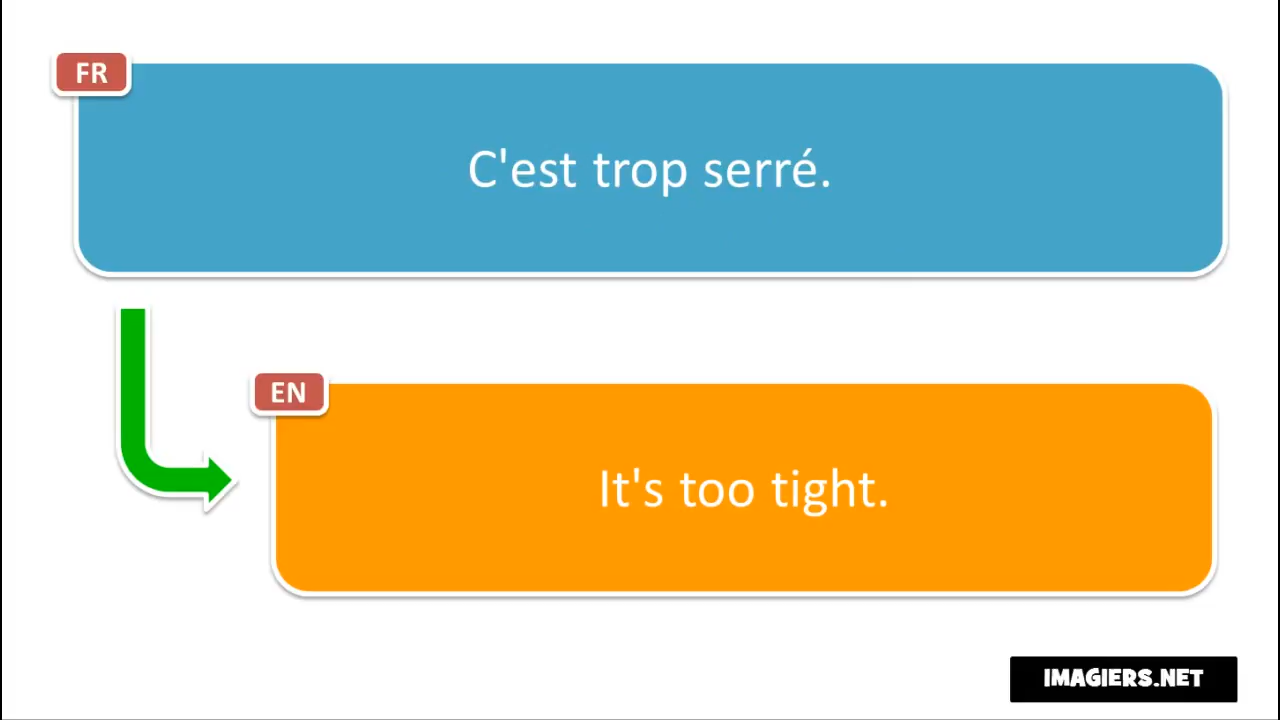 FR
C'est trop serré.
EN
It's too tight.
IMAGIERS.NET